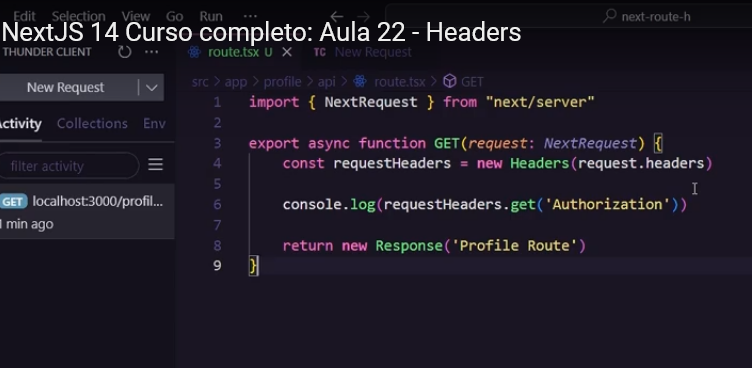 Edit Selection View Go Run ... next-route-h
NextJS 14 Curso completo: Aula 22 - Headers
THUNDER CLIENT ... route.tsx U TC New Request
New Request
src > app > profile > api > route.tsx > GET
1 import { NextRequest } from "next/server"
Activity Collections Env
2
3 export async function GET(request: NextRequest) {
filter activity
4 const requestHeaders = new Headers(request.headers)
5
GET localhost:3000/profil...
6 console.log(requestHeaders.get('Authorization'))
1 min ago
7
8 return new Response('Profile Route')
9 }